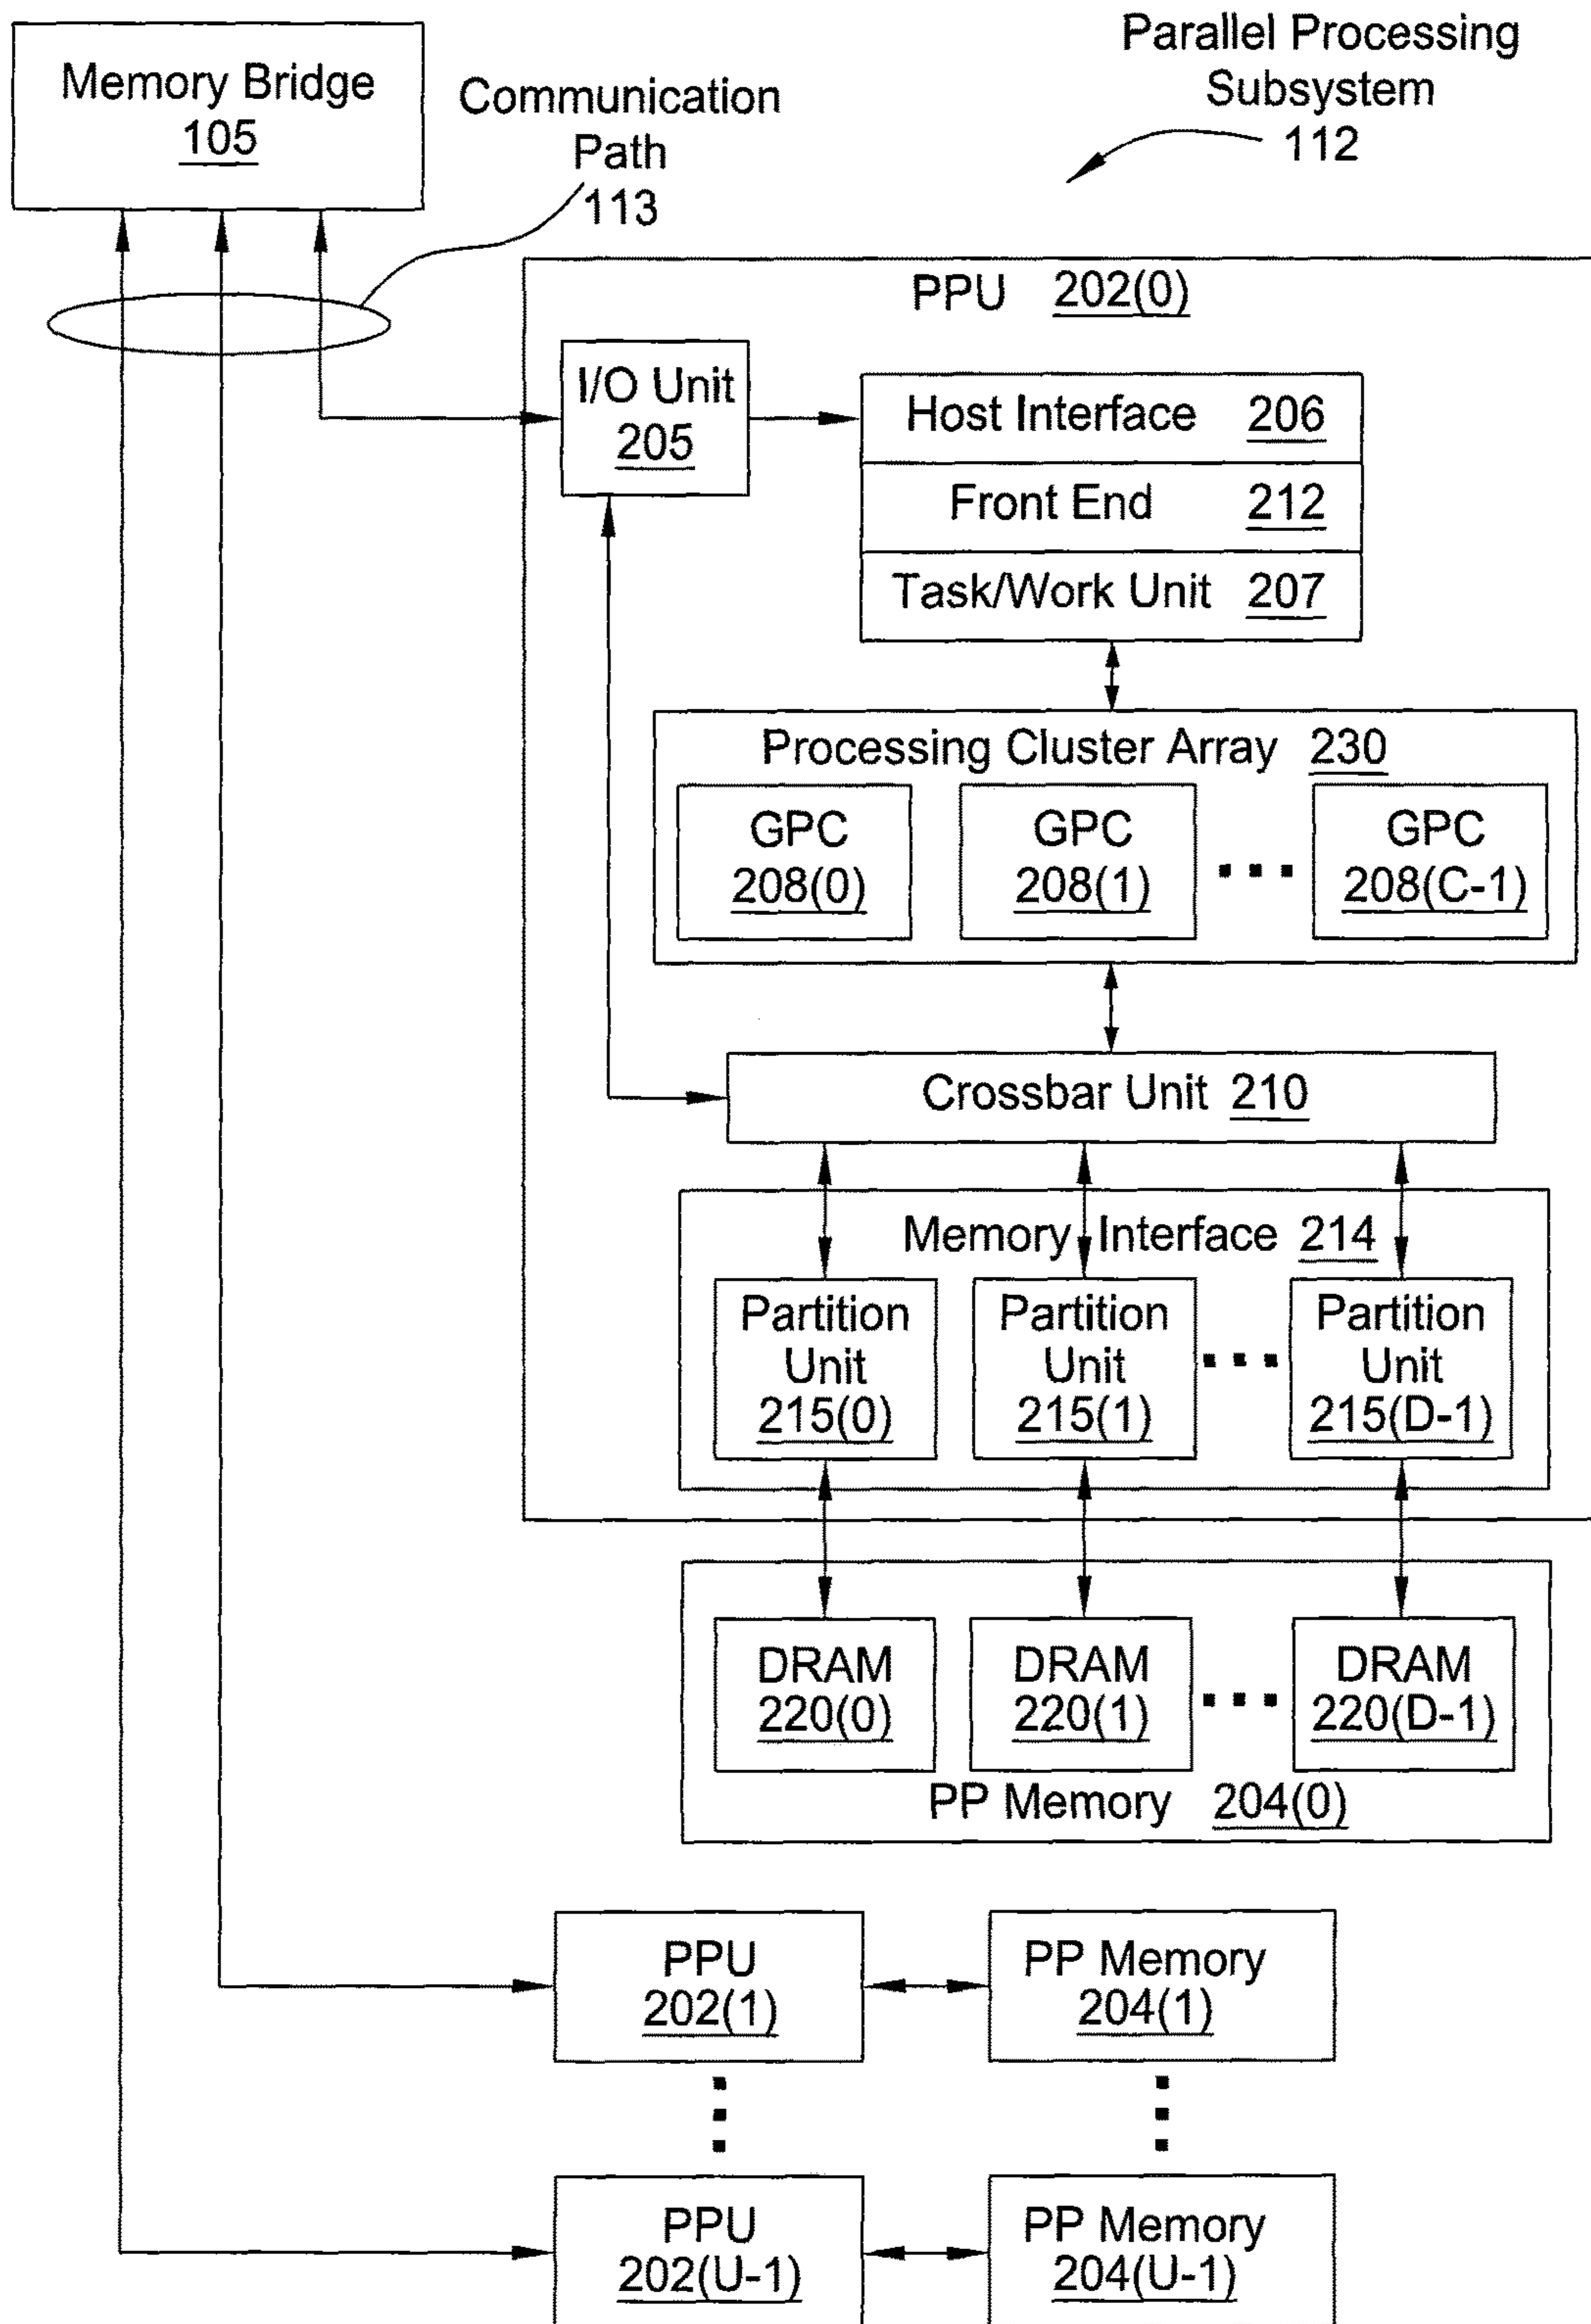 Parallel Processing
Subsystem
112
Memory Bridge
105
Communication
Path
113
PPU 202(0)
I/O Unit
205
Host Interface 206
Front End 212
Task/Work Unit 207
Processing Cluster Array 230
GPC
208(0)
GPC
208(1)
GPC
208(C-1)
Crossbar Unit 210
Memory Interface 214
Partition
Unit
215(0)
Partition
Unit
215(1)
Partition
Unit
215(D-1)
DRAM
220(0)
DRAM
220(1)
DRAM
220(D-1)
PP Memory 204(0)
PPU
202(1)
PP Memory
204(1)
PPU
202(U-1)
PP Memory
204(U-1)